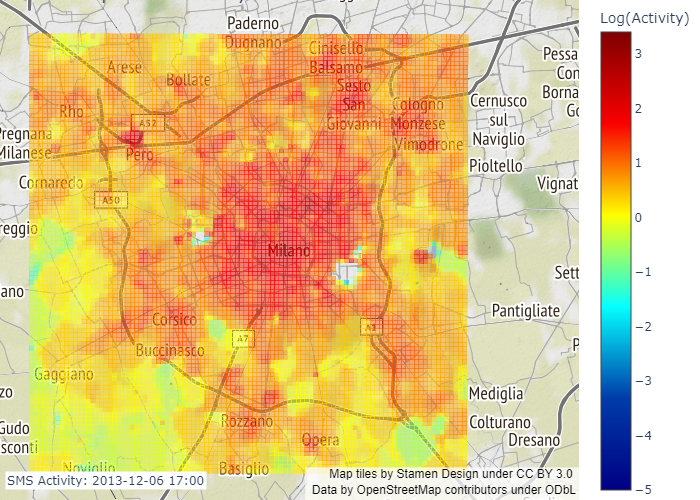 Log(Activity)
Paderno
Dugnano
Cinisello
Balsamo
Arese
Bollate
Sesto
San
Giovanni
Pessa
Con
Borna
Go
Rho
A52
Cologno
Monzese
Cernusco
sul
Naviglio
Pregnana
Milanese
Pero
Vimodrone
Pioltello
Cornaredo
Vignat
A50
reggio
Milano
Sett
ano
Pantigliate
Corsico
A1
A7
Buccinasco
P
Gaggiano
zo
Mediglia
Rozzano
Colturano
Dresano
Gudo
sconti
Opera
Noviglio
Basiglio
3
2
1
0
−1
−2
−3
−4
−5
SMS Activity: 2013-12-06 17:00
Map tiles by Stamen Design under CC BY 3.0
Data by OpenStreetMap contributors under ODbL